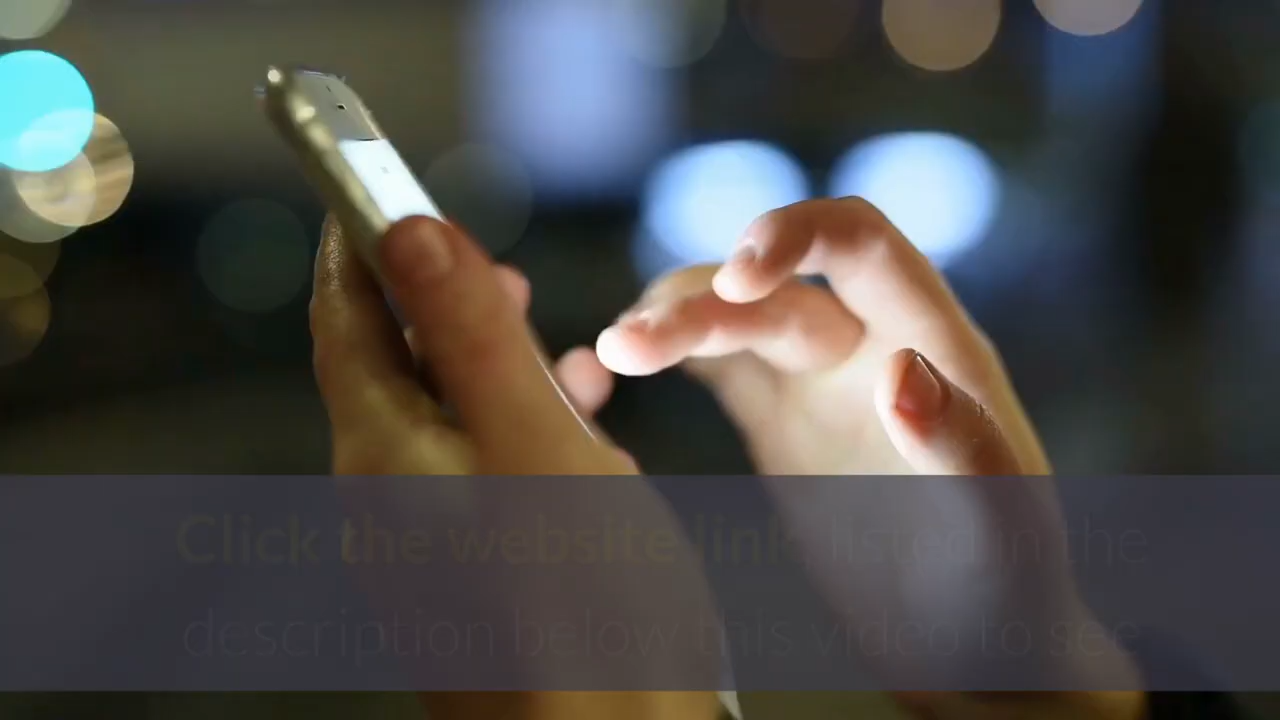 Click the website link listed in the
description below this video to see